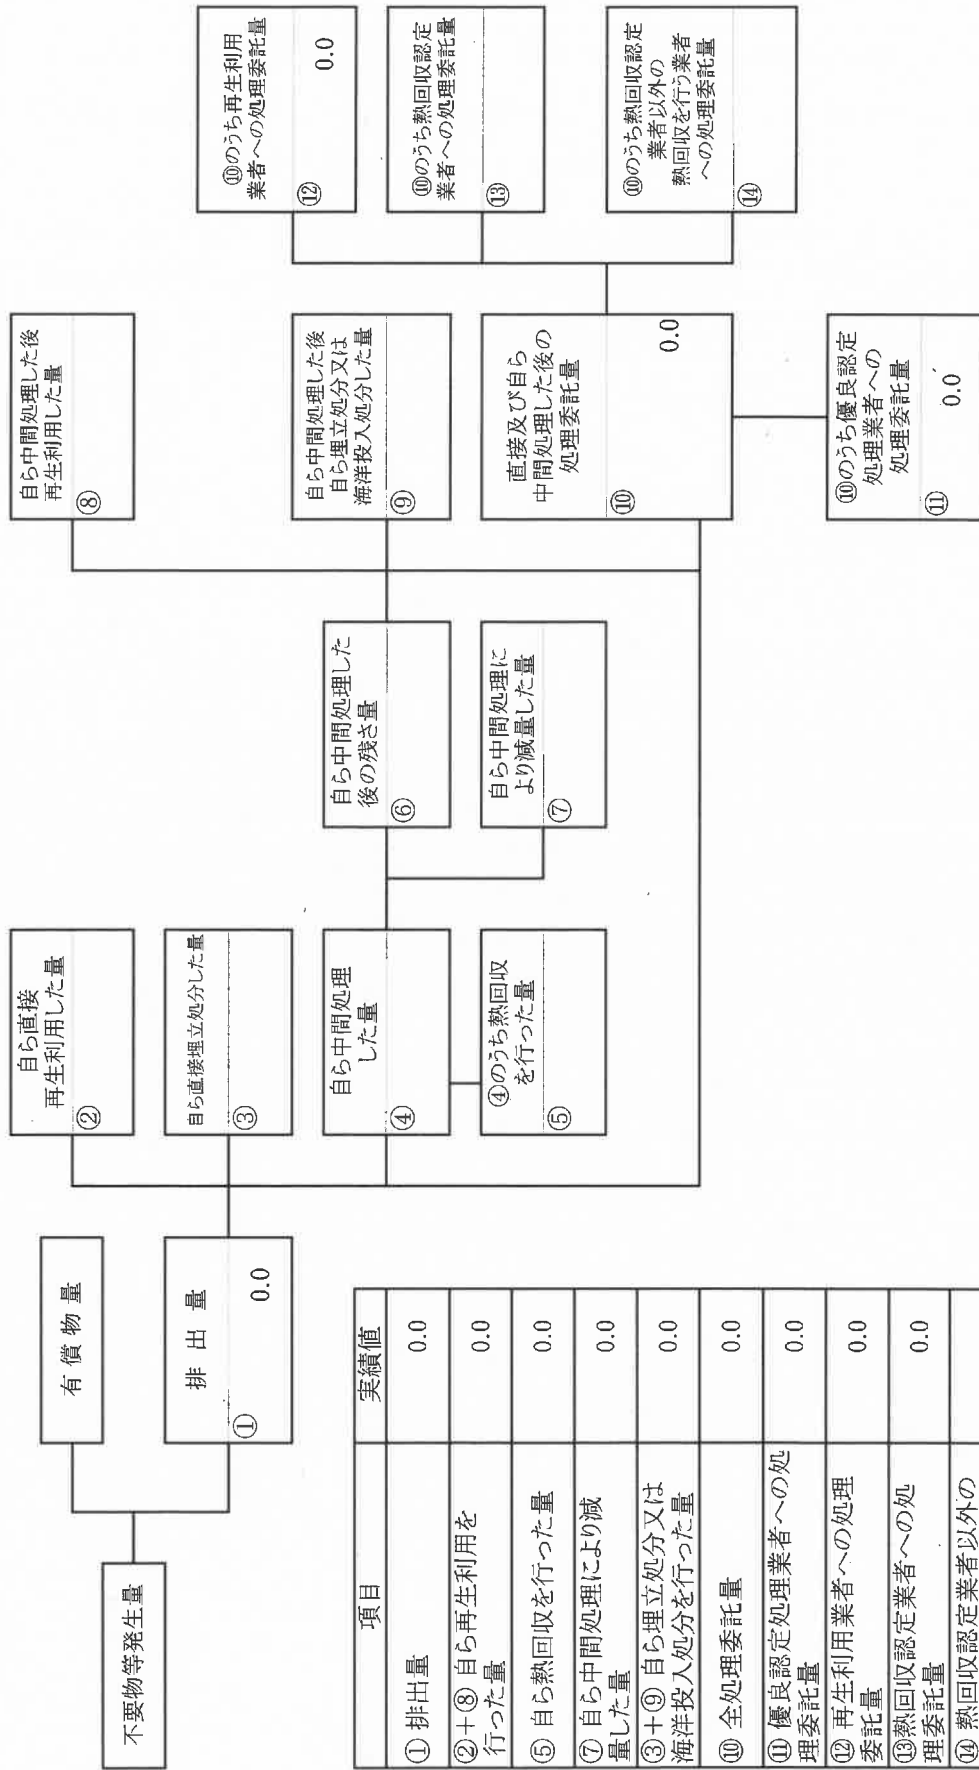 不要物等発生量
有償物量
排出量
①
0.0
自ら直接
再生利用した量
②
自ら直接埋立処分した量
③
自ら中間処理
した量
④
④のうち熱回収
を行った量
⑤
自ら中間処理した
後の残さ量
⑥
自ら中間処理に
より減量した量
⑦
自ら中間処理した後
再生利用した量
⑧
自ら中間処理した後
自ら埋立処分又は
海洋投入処分した量
⑨
直接及び自ら
中間処理した後の
処理委託量
⑩
0.0
⑩のうち優良認定
処理業者への
処理委託量
⑪
0.0
⑩のうち再生利用
業者への処理委託量
⑫
0.0
⑩のうち熱回収認定
業者への処理委託量
⑬
⑩のうち熱回収認定
業者以外の
熱回収を行う業者
への処理委託量
⑭
項目 実績値
① 排出量 0.0
②+⑧ 自ら再生利用を
行った量 0.0
⑤ 自ら熱回収を行った量 0.0
⑦ 自ら中間処理により減
量した量 0.0
③+⑨ 自ら埋立処分又は
海洋投入処分を行った量 0.0
⑩ 全処理委託量 0.0
⑪ 優良認定処理業者への処
理委託量 0.0
⑫ 再生利用業者への処理
委託量 0.0
⑬熱回収認定業者への処
理委託量 0.0
⑭ 熱回収認定業者以外の